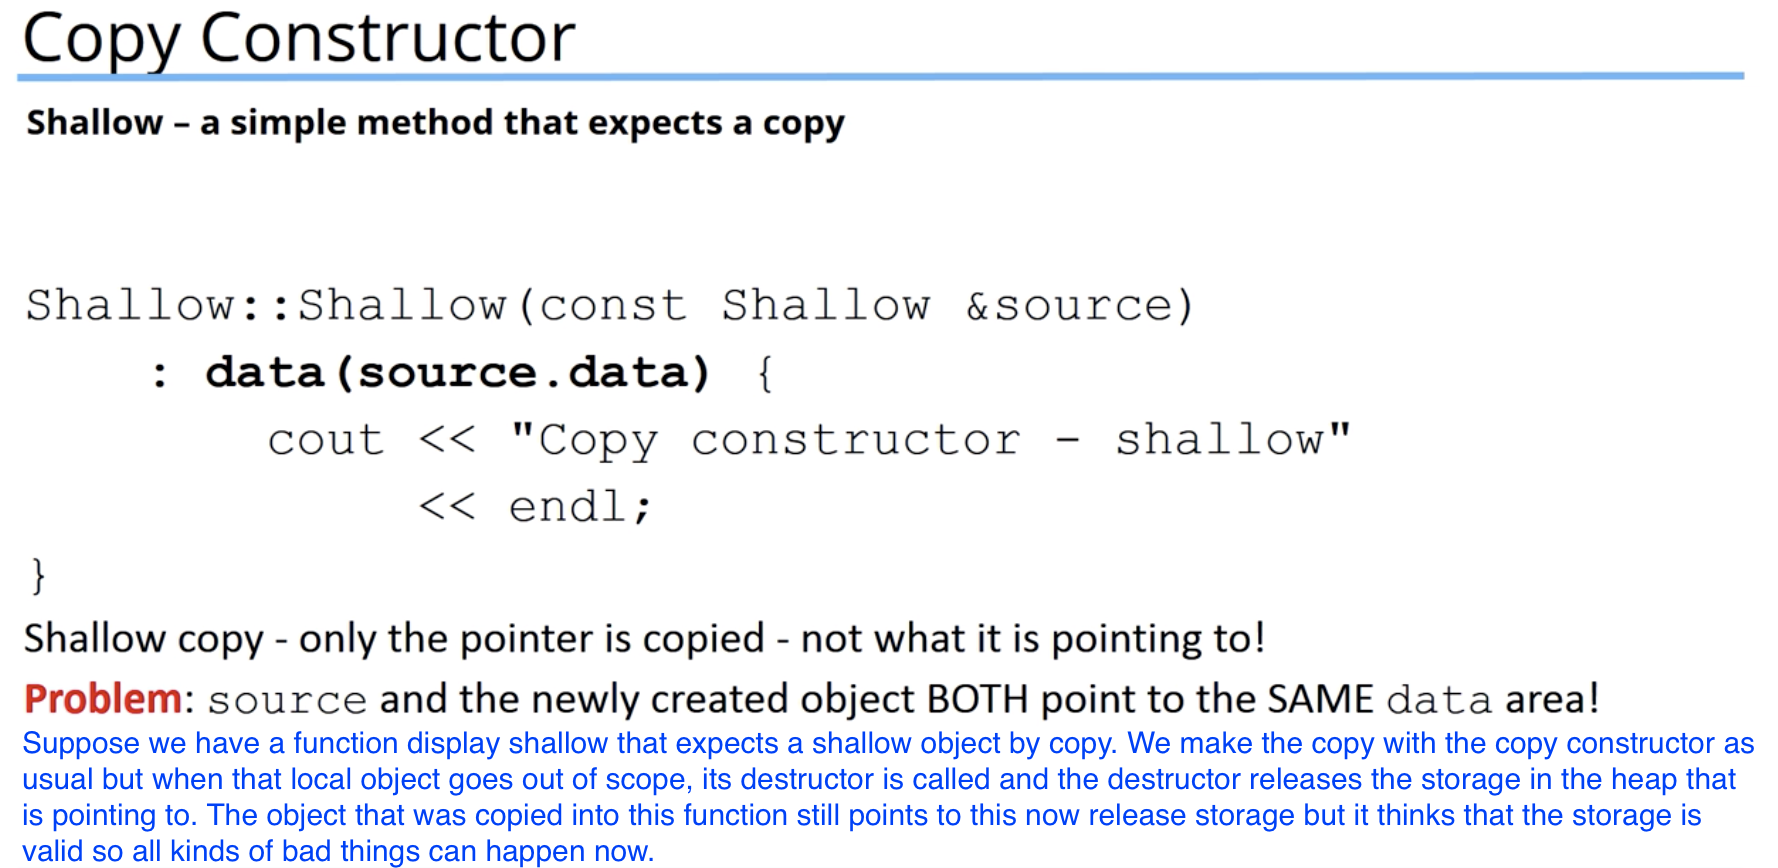 Copy Constructor
Shallow – a simple method that expects a copy
Shallow::Shallow(const Shallow &source)
: data(source.data) {
cout << "Copy constructor - shallow"
<< endl;
}
Shallow copy - only the pointer is copied - not what it is pointing to!
Problem: source and the newly created object BOTH point to the SAME data area!
Suppose we have a function display shallow that expects a shallow object by copy. We make the copy with the copy constructor as
usual but when that local object goes out of scope, its destructor is called and the destructor releases the storage in the heap that
is pointing to. The object that was copied into this function still points to this now release storage but it thinks that the storage is
valid so all kinds of bad things can happen now.